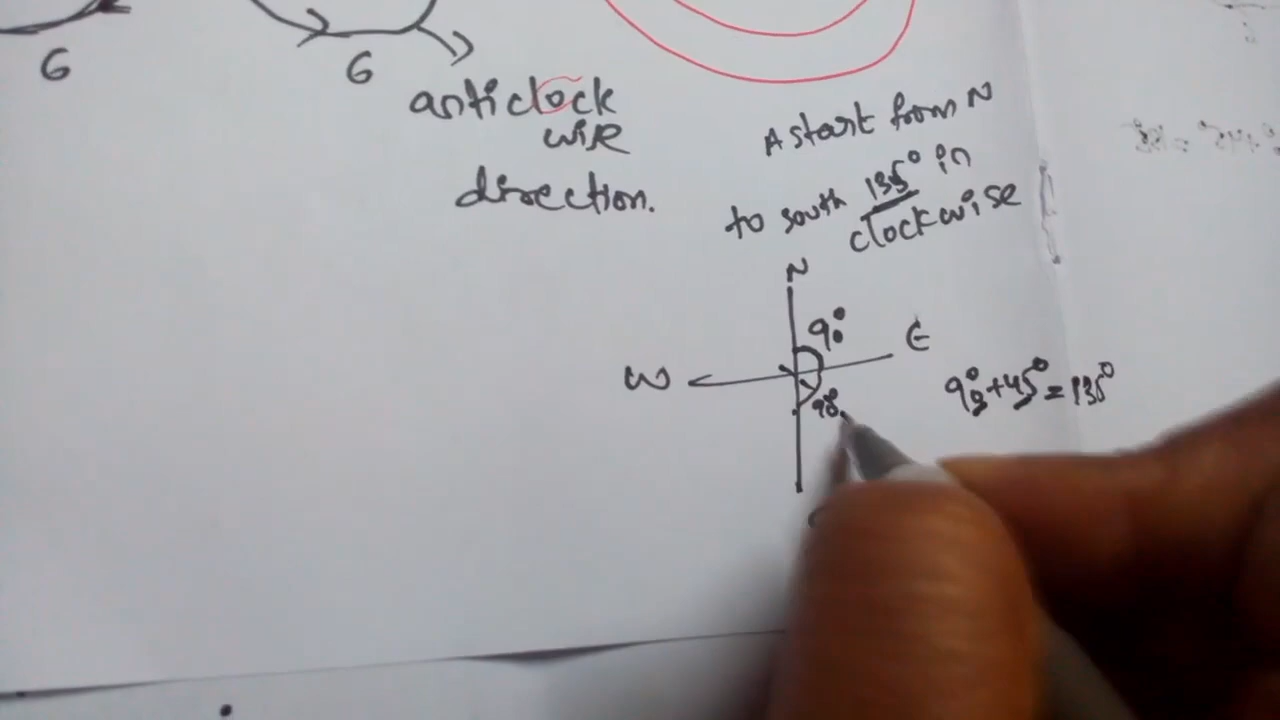 6
6
anticlock
wise
direction.
A start from N
to south 135° in
clockwise
N
90°
E
W
90°+45°=135°
90°